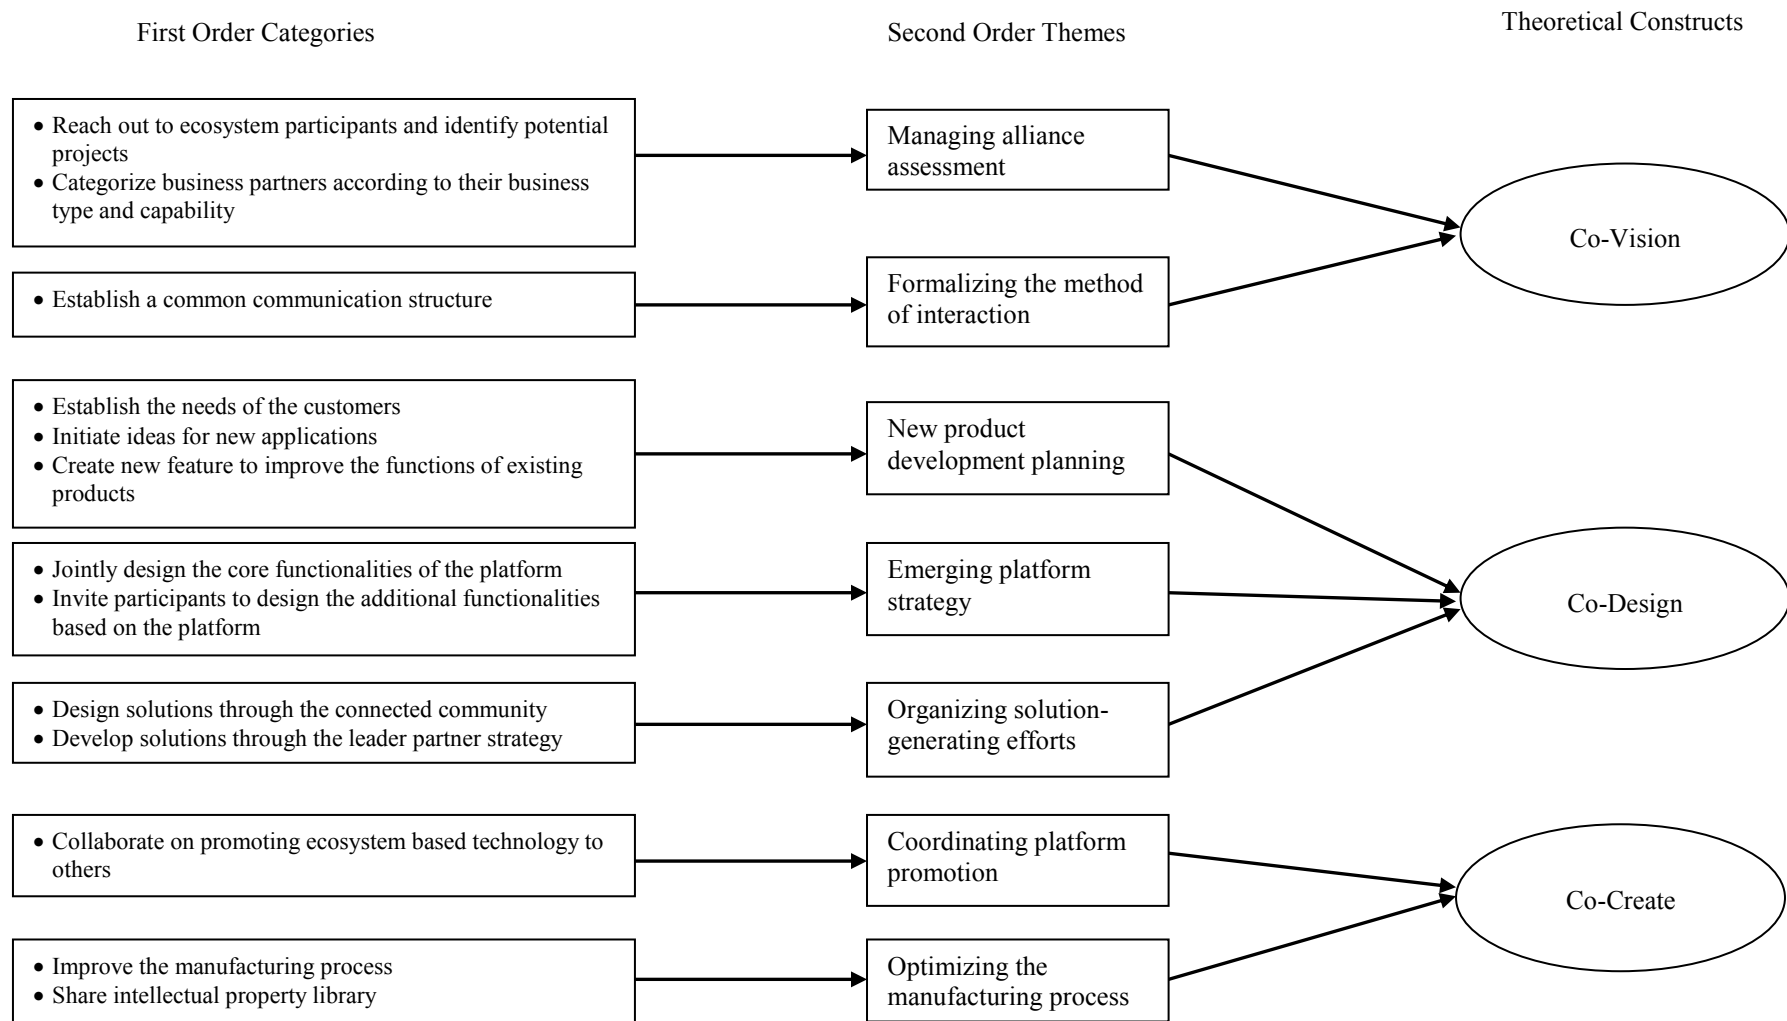 First Order Categories
Second Order Themes
Theoretical Constructs
• Reach out to ecosystem participants and identify potential
projects
• Categorize business partners according to their business
type and capability
Managing alliance
assessment
Co-Vision
• Establish a common communication structure
Formalizing the method
of interaction
• Establish the needs of the customers
• Initiate ideas for new applications
• Create new feature to improve the functions of existing
products
New product
development planning
• Jointly design the core functionalities of the platform
• Invite participants to design the additional functionalities
based on the platform
Emerging platform
strategy
Co-Design
• Design solutions through the connected community
• Develop solutions through the leader partner strategy
Organizing solution-
generating efforts
• Collaborate on promoting ecosystem based technology to
others
Coordinating platform
promotion
Co-Create
• Improve the manufacturing process
• Share intellectual property library
Optimizing the
manufacturing process